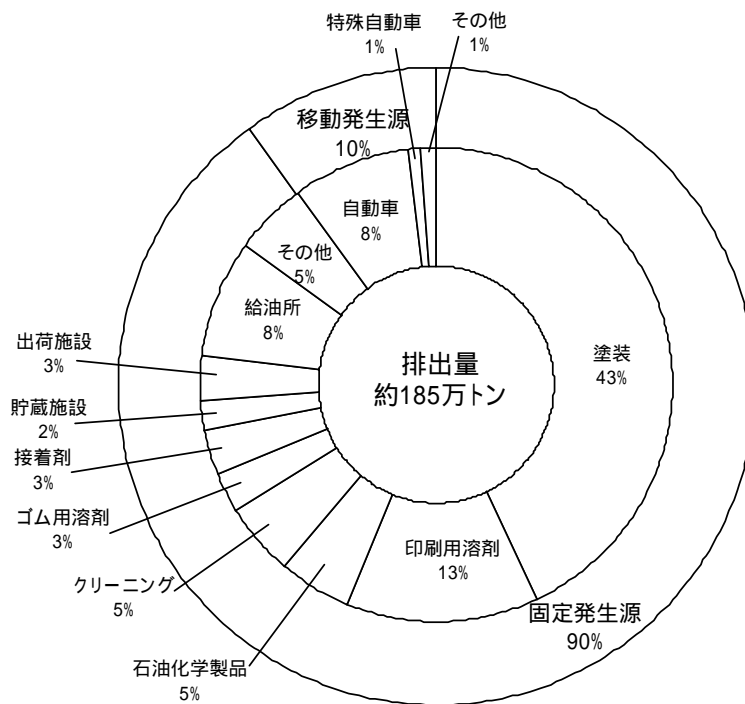 特殊自動車
1%
その他
1%
移動発生源
10%
自動車
8%
その他
5%
給油所
8%
出荷施設
3%
貯蔵施設
2%
接着剤
3%
ゴム用溶剤
3%
クリーニング
5%
石油化学製品
5%
印刷用溶剤
13%
固定発生源
90%
塗装
43%
排出量
約185万トン